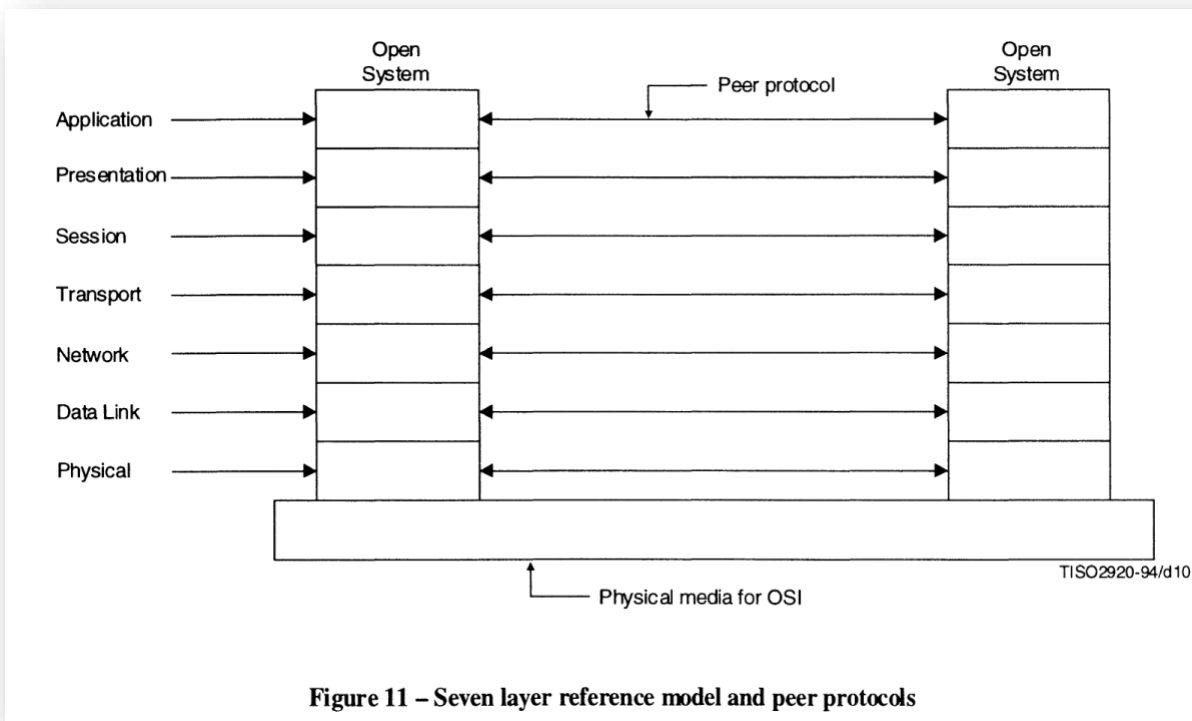 Open
System
Open
System
Peer protocol
Application
Presentation
Session
Transport
Network
Data Link
Physical
TISO2920-94/d10
Physical media for OSI
Figure 11 – Seven layer reference model and peer protocols